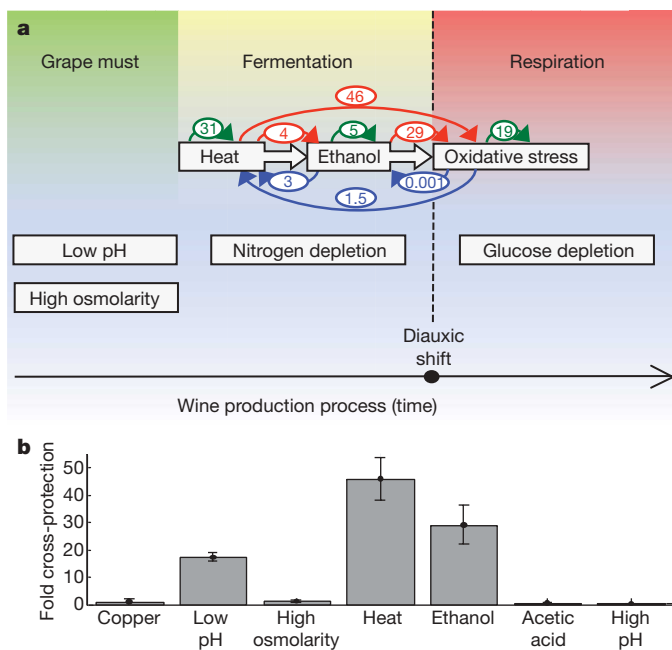 a
Grape must
Fermentation
Respiration
46
31
4
5
29
19
Heat
Ethanol
Oxidative stress
3
0.001
1.5
Low pH
Nitrogen depletion
Glucose depletion
High osmolarity
Diauxic
shift
Wine production process (time)
b
Fold cross-protection
50
40
30
20
10
0
Copper
Low
pH
High
osmolarity
Heat
Ethanol
Acetic
acid
High
pH